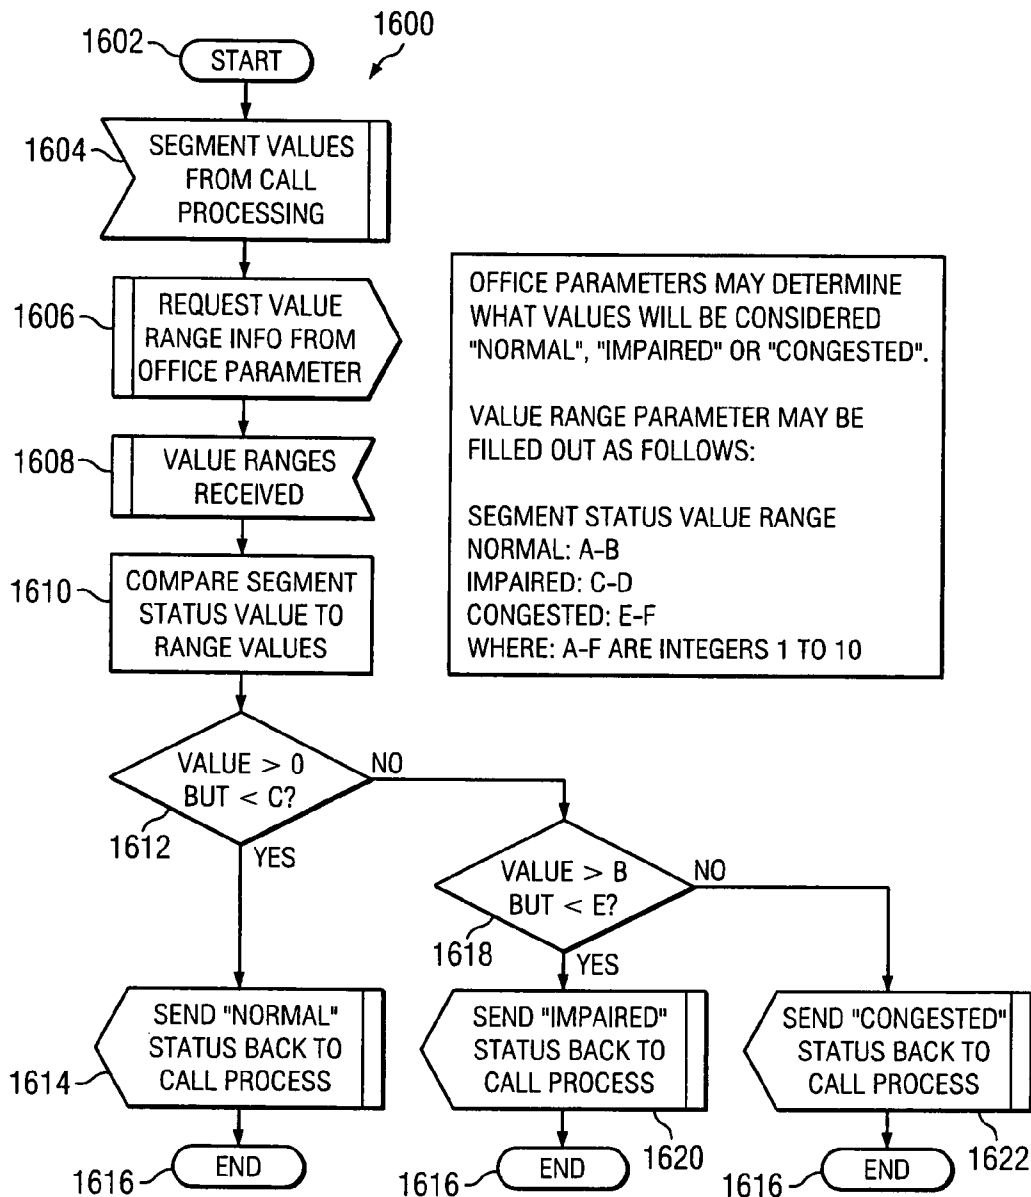 1600
1602
START
1604
SEGMENT VALUES
FROM CALL
PROCESSING
1606
REQUEST VALUE
RANGE INFO FROM
OFFICE PARAMETER
1608
VALUE RANGES
RECEIVED
1610
COMPARE SEGMENT
STATUS VALUE TO
RANGE VALUES
OFFICE PARAMETERS MAY DETERMINE
WHAT VALUES WILL BE CONSIDERED
"NORMAL", "IMPAIRED" OR "CONGESTED".
VALUE RANGE PARAMETER MAY BE
FILLED OUT AS FOLLOWS:
SEGMENT STATUS VALUE RANGE
NORMAL: A-B
IMPAIRED: C-D
CONGESTED: E-F
WHERE: A-F ARE INTEGERS 1 TO 10
VALUE > 0
BUT < C?
1612
NO
YES
VALUE > B
BUT < E?
1618
NO
YES
SEND "NORMAL"
STATUS BACK TO
CALL PROCESS
1614
SEND "IMPAIRED"
STATUS BACK TO
CALL PROCESS
1620
SEND "CONGESTED"
STATUS BACK TO
CALL PROCESS
1622
END
1616
END
1616
END
1616